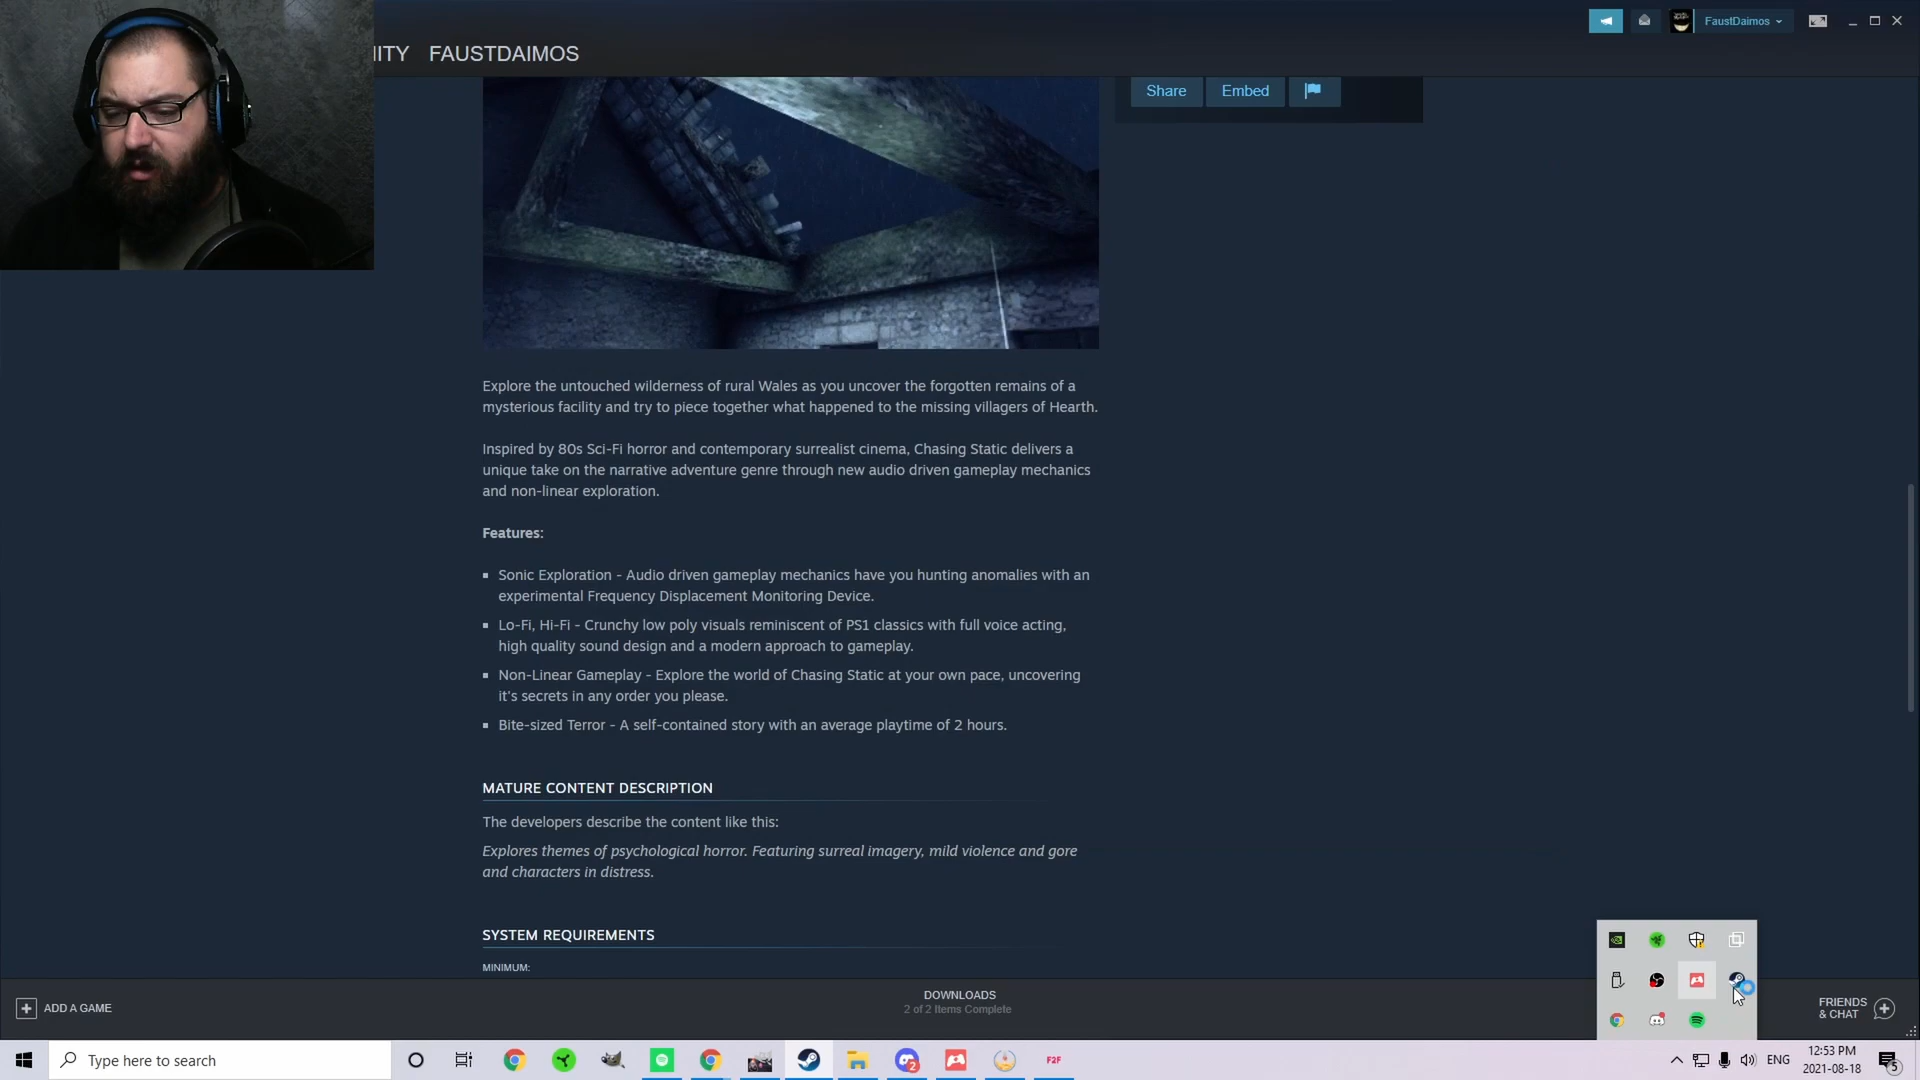 FaustDaimos
ITY FAUSTDAIMOS
Share Embed
Explore the untouched wilderness of rural Wales as you uncover the forgotten remains of a
mysterious facility and try to piece together what happened to the missing villagers of Hearth.
Inspired by 80s Sci-Fi horror and contemporary surrealist cinema, Chasing Static delivers a
unique take on the narrative adventure genre through new audio driven gameplay mechanics
and non-linear exploration.
Features:
Sonic Exploration - Audio driven gameplay mechanics have you hunting anomalies with an
experimental Frequency Displacement Monitoring Device.
Lo-Fi, Hi-Fi - Crunchy low poly visuals reminiscent of PS1 classics with full voice acting,
high quality sound design and a modern approach to gameplay.
Non-Linear Gameplay - Explore the world of Chasing Static at your own pace, uncovering
it's secrets in any order you please.
Bite-sized Terror - A self-contained story with an average playtime of 2 hours.
MATURE CONTENT DESCRIPTION
The developers describe the content like this:
Explores themes of psychological horror. Featuring surreal imagery, mild violence and gore
and characters in distress.
SYSTEM REQUIREMENTS
MINIMUM:
ADD A GAME
DOWNLOADS
2 of 2 Items Complete
FRIENDS
& CHAT
Type here to search
2
F2F
ENG
12:53 PM
2021-08-18
5